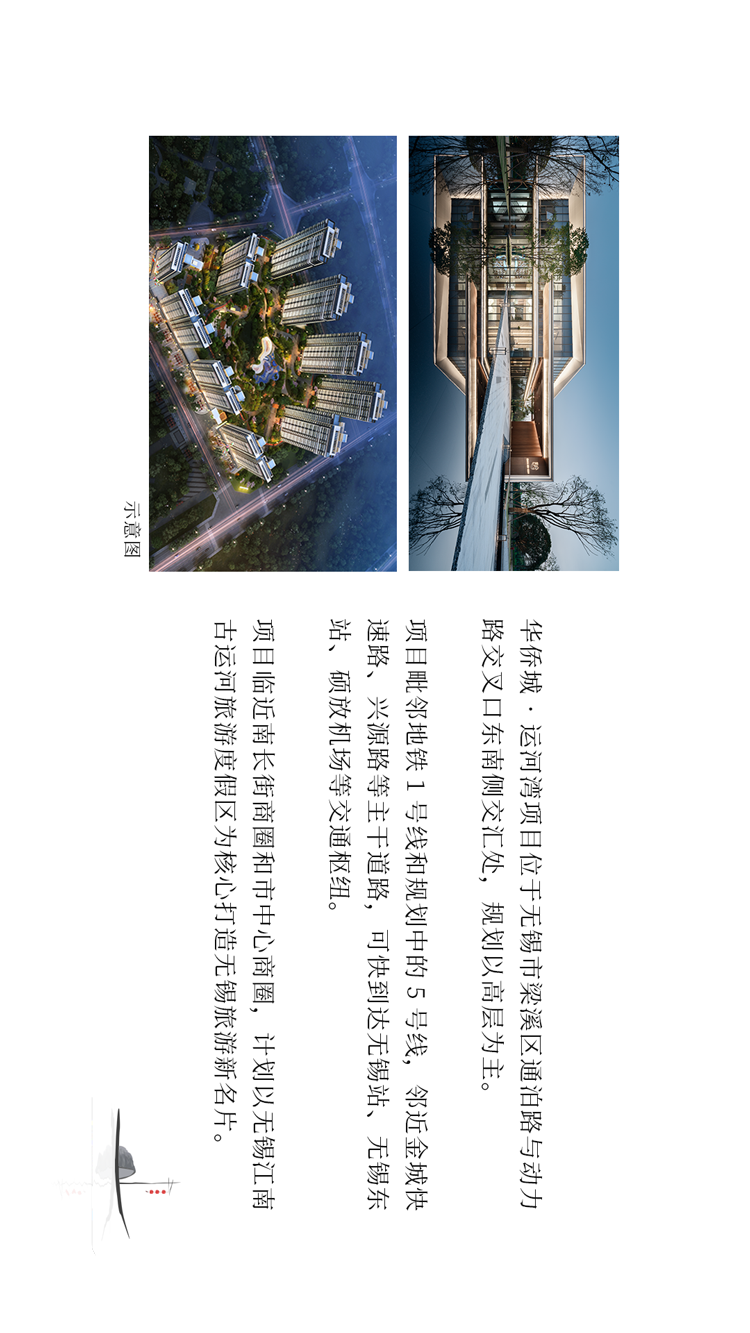 华侨城·运河湾项目位于无锡市梁溪区通泊路与动力
路交叉口东南侧交汇处，规划以高层为主。
项目毗邻地铁1号线和规划中的5号线，邻近金城快
速路、兴源路等主干道路，可快到达无锡站、无锡东
站、硕放机场等交通枢纽。
项目临近南长街商圈和市中心商圈，计划以无锡江南
古运河旅游度假区为核心打造无锡旅游新名片。
示意图